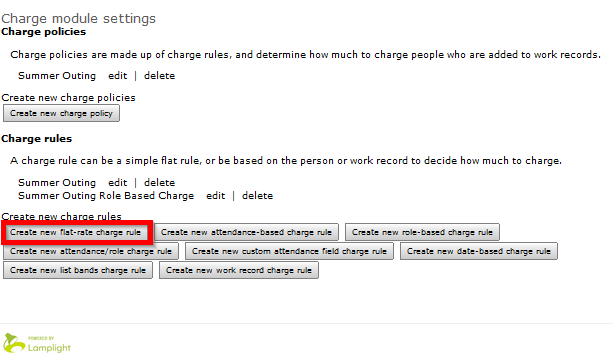 Charge module settings
Charge policies
Charge policies are made up of charge rules, and determine how much to charge people who are added to work records.
Summer Outing edit | delete
Create new charge policies
Create new charge policy
Charge rules
A charge rule can be a simple flat rule, or be based on the person or work record to decide how much to charge.
Summer Outing edit | delete
Summer Outing Role Based Charge edit | delete
Create new charge rules
Create new flat-rate charge rule Create new attendance-based charge rule Create new role-based charge rule
Create new attendance/role charge rule Create new custom attendance field charge rule Create new date-based charge rule
Create new list bands charge rule Create new work record charge rule
POWERED BY
Lamplight